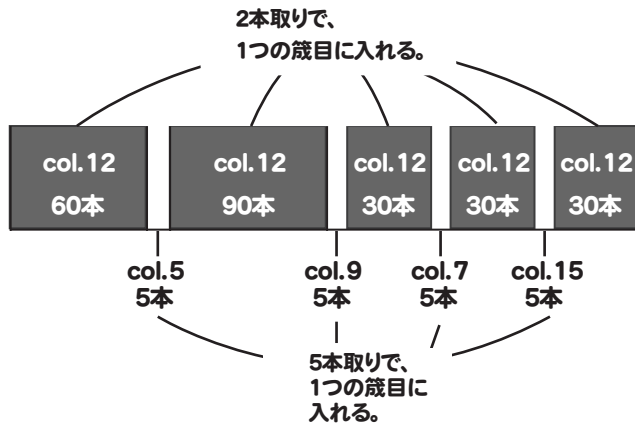 2本取りで、
1つの筬目に入れる。
col.12
60本
col.12
90本
col.12
30本
col.12
30本
col.12
30本
col.5
5本
col.9
5本
col.7
5本
col.15
5本
5本取りで、
1つの筬目に
入れる。